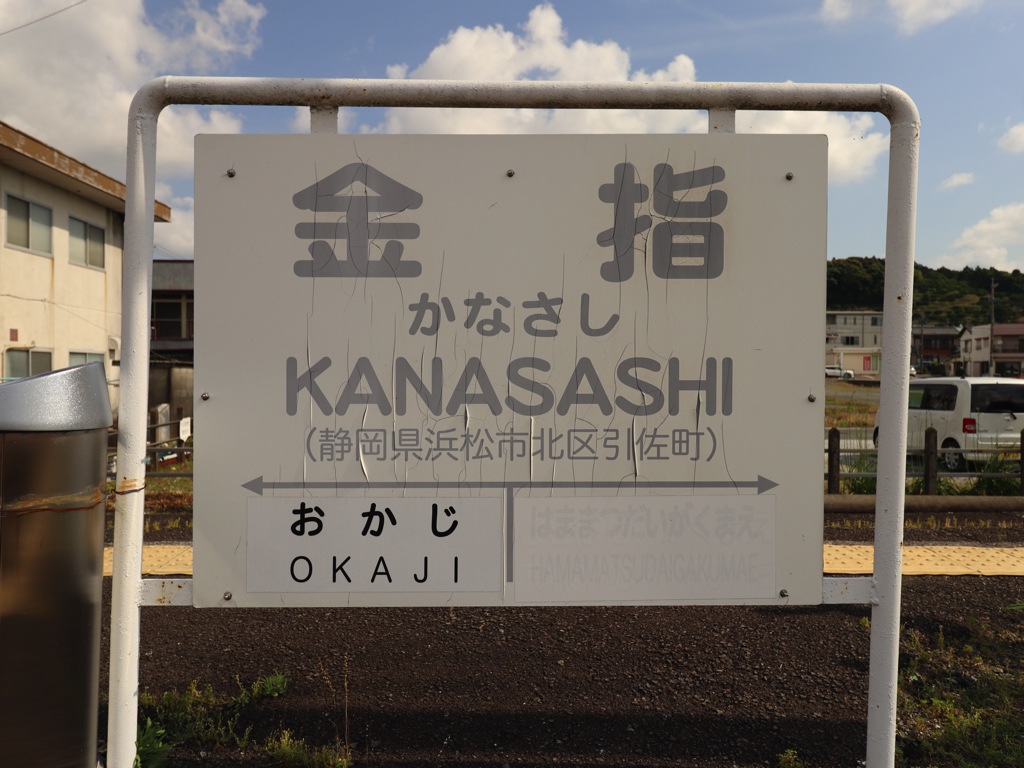 金指
かなさし
KANASASHI
(静岡県浜松市北区引佐町)
おかじ
OKAJI
はままつだいがくまえ
HAMAMATSUDAIGAKUMAE